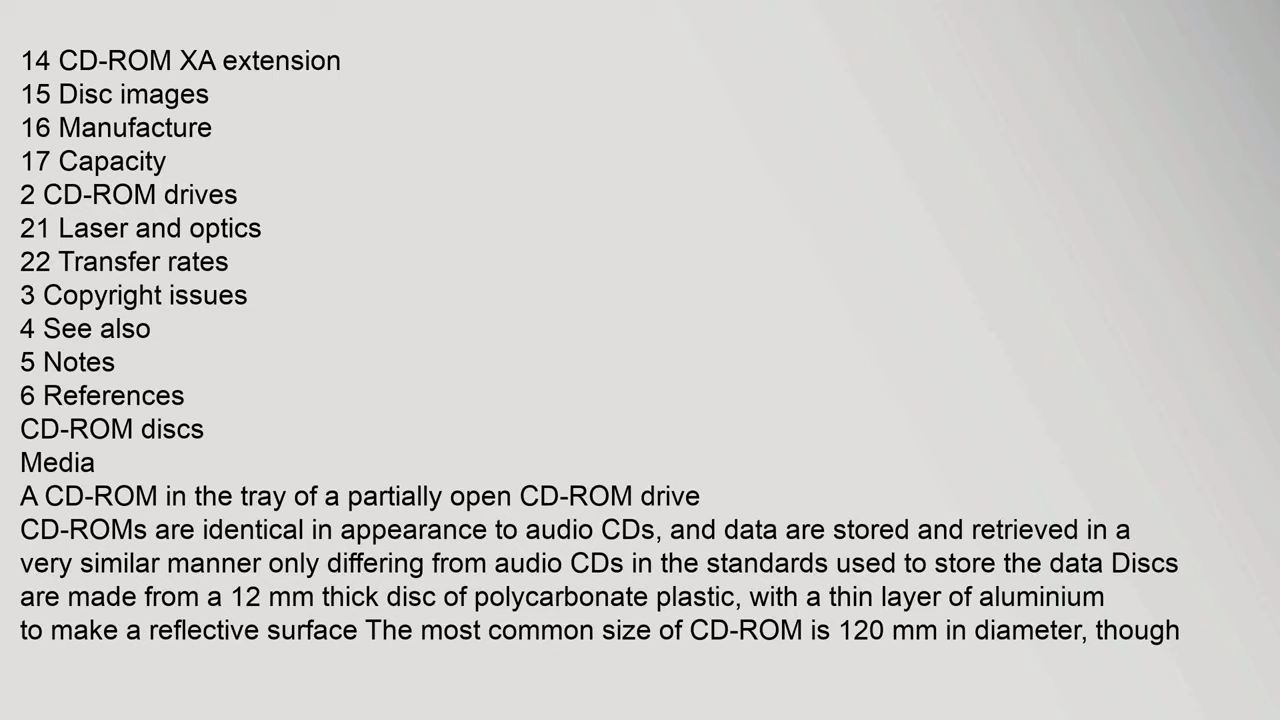 14 CD-ROM XA extension
15 Disc images
16 Manufacture
17 Capacity
2 CD-ROM drives
21 Laser and optics
22 Transfer rates
3 Copyright issues
4 See also
5 Notes
6 References
CD-ROM discs
Media
A CD-ROM in the tray of a partially open CD-ROM drive
CD-ROMs are identical in appearance to audio CDs, and data are stored and retrieved in a
very similar manner only differing from audio CDs in the standards used to store the data Discs
are made from a 12 mm thick disc of polycarbonate plastic, with a thin layer of aluminium
to make a reflective surface The most common size of CD-ROM is 120 mm in diameter, though